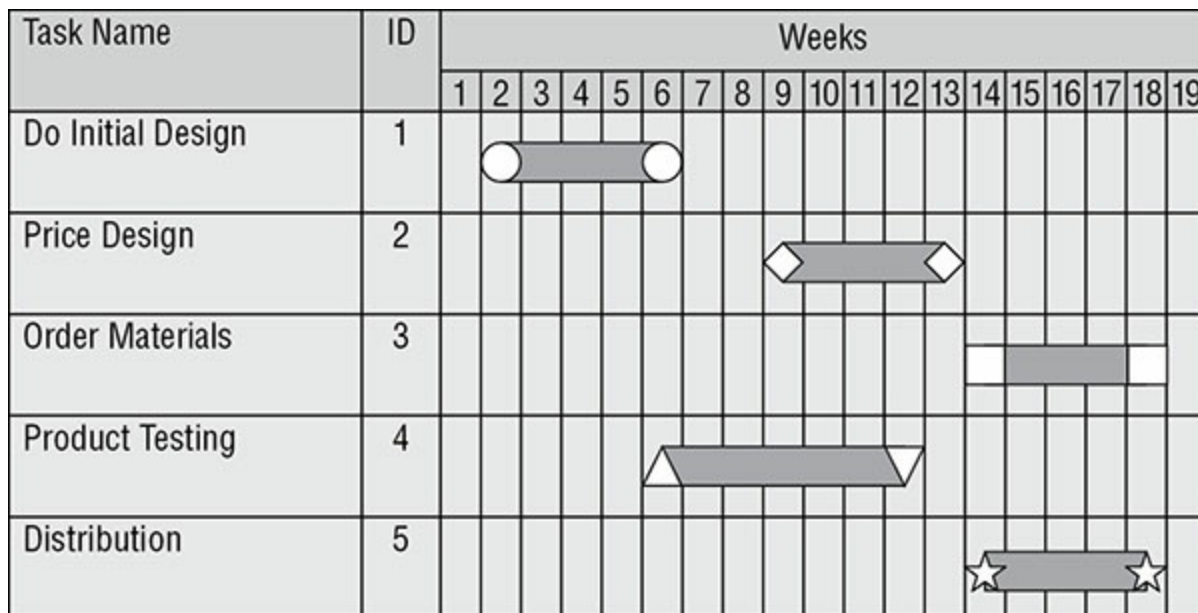 Task Name ID Weeks
1 2 3 4 5 6 7 8 9 10 11 12 13 14 15 16 17 18 19
Do Initial Design 1
Price Design 2
Order Materials 3
Product Testing 4
Distribution 5